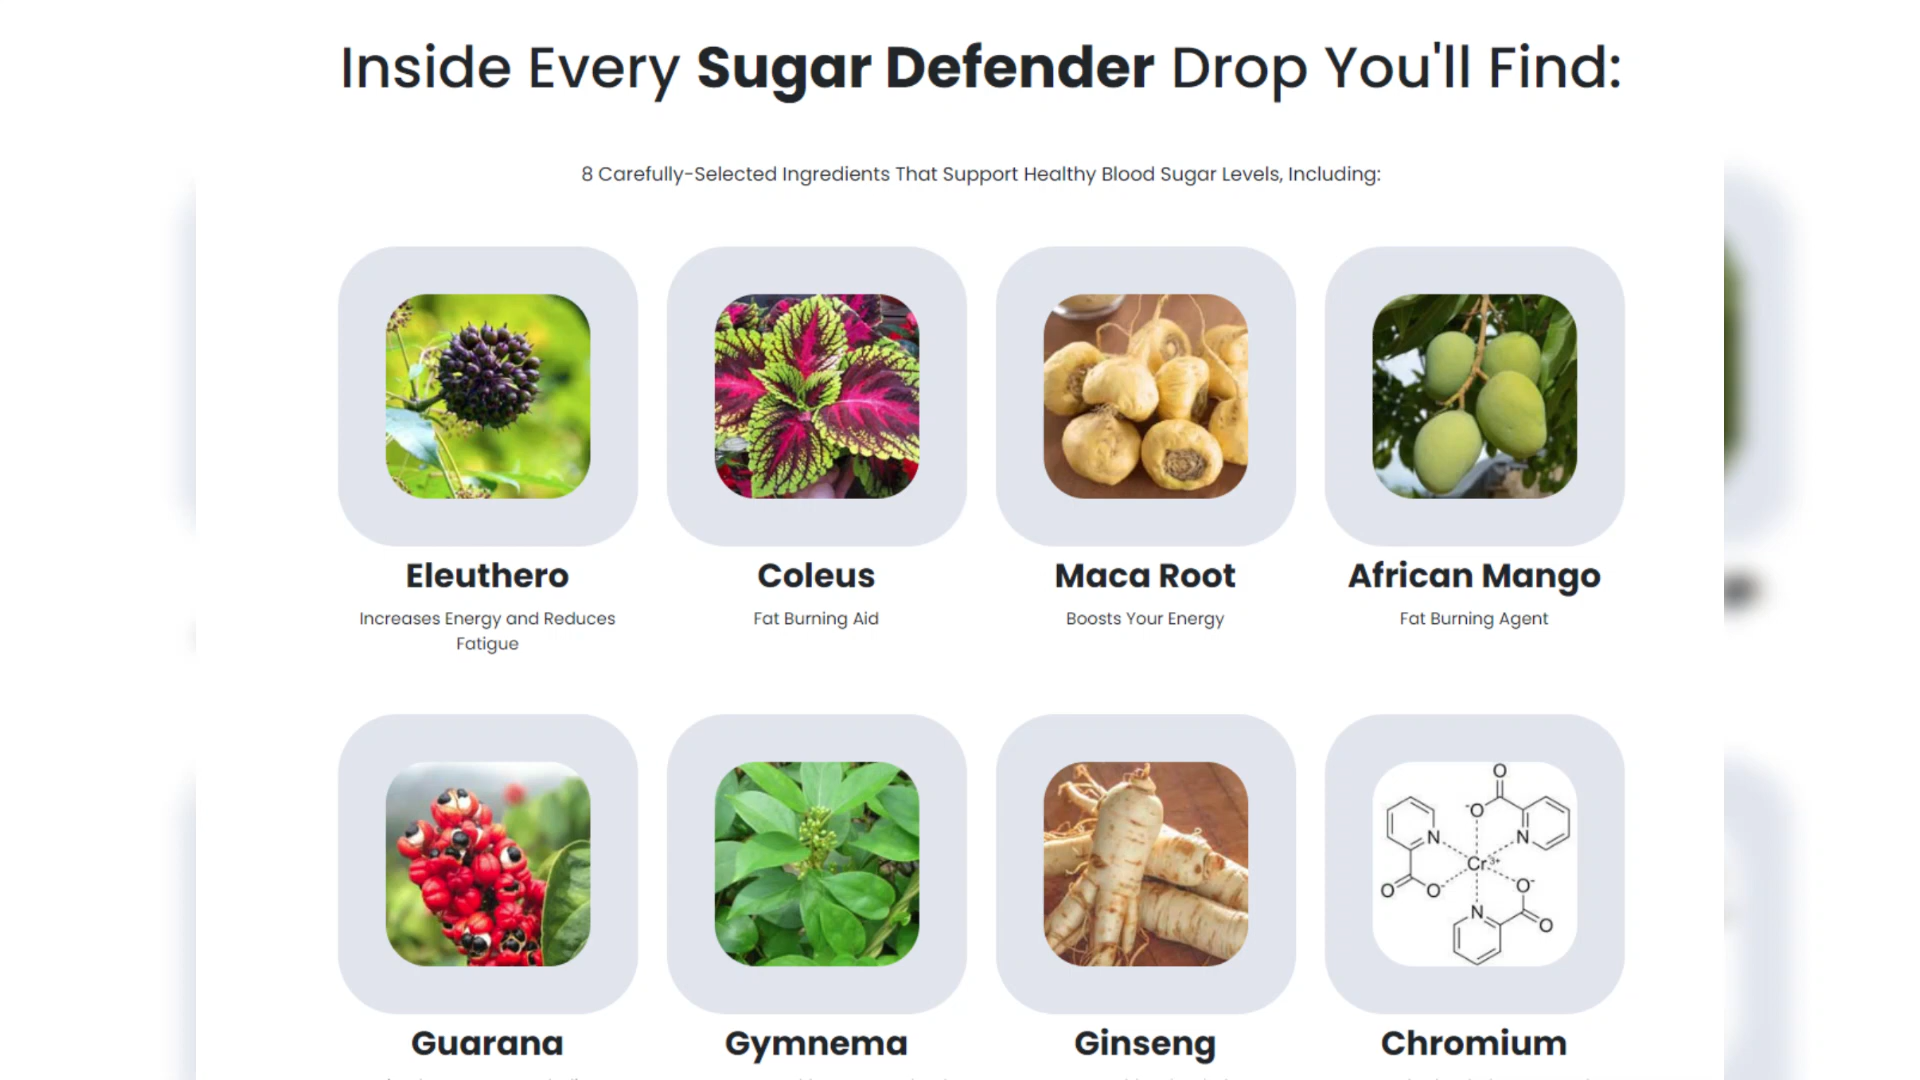 Inside Every Sugar Defender Drop You'll Find:
8 Carefully-Selected Ingredients That Support Healthy Blood Sugar Levels, Including:
Eleuthero
Increases Energy and Reduces
Fatigue
Coleus
Fat Burning Aid
Maca Root
Boosts Your Energy
African Mango
Fat Burning Agent
O
-O
N
N
Cr3+
O
O-
O-
N
O
Guarana
Gymnema
Ginseng
Chromium